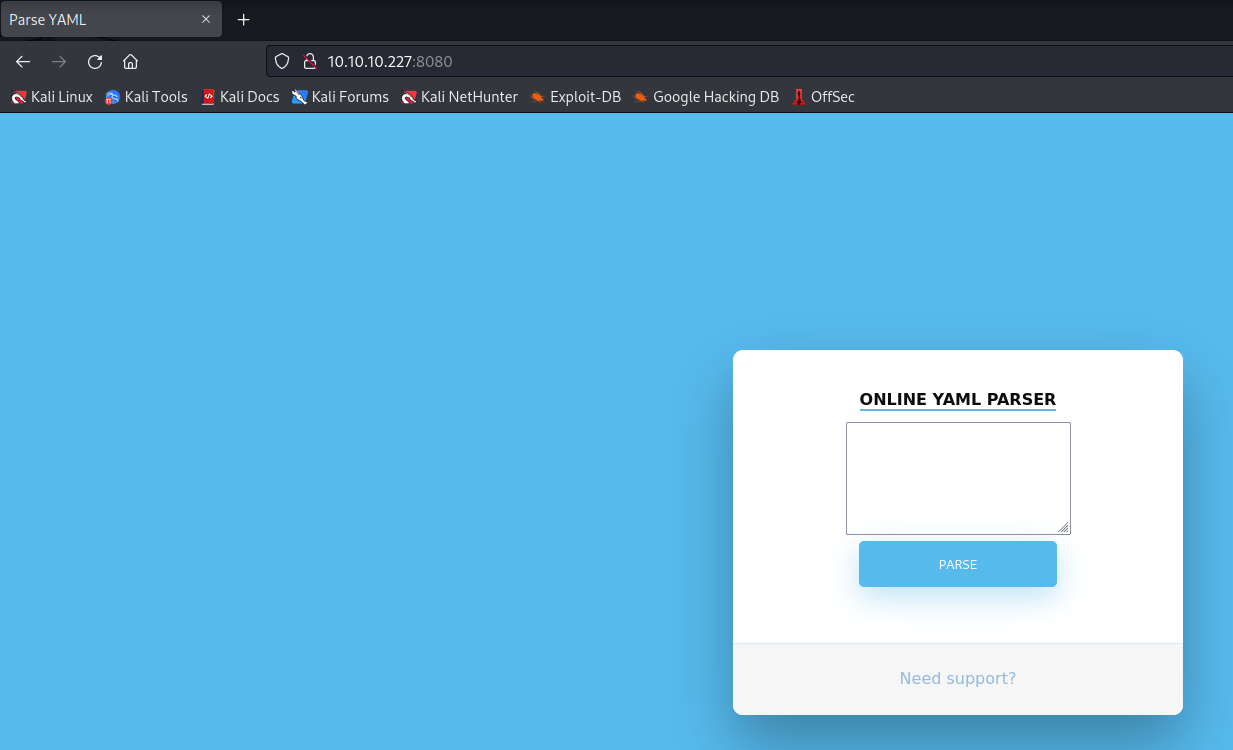 Parse YAML
10.10.10.227:8080
Kali Linux Kali Tools Kali Docs Kali Forums Kali NetHunter Exploit-DB Google Hacking DB OffSec
ONLINE YAML PARSER
PARSE
Need support?